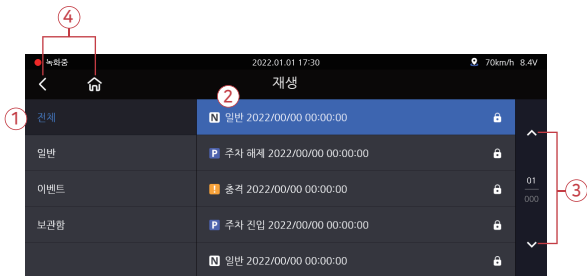 ④
녹화중 2022.01.01 17:30 70km/h 8.4V
재생
① 전체 ② N 일반 2022/00/00 00:00:00
일반 P 주차 해제 2022/00/00 00:00:00
이벤트 ! 충격 2022/00/00 00:00:00 01 ③
000
보관함 P 주차 진입 2022/00/00 00:00:00
N 일반 2022/00/00 00:00:00